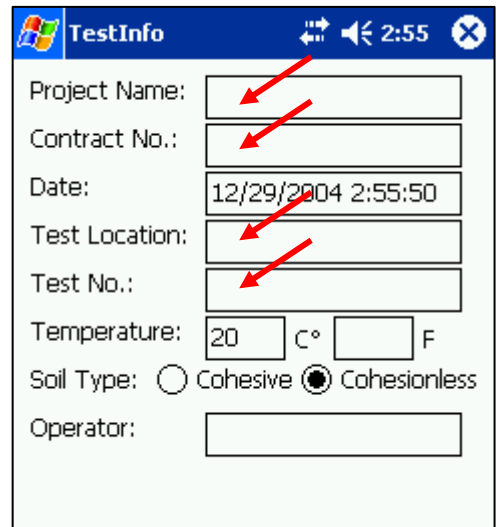 TestInfo 2:55
Project Name:
Contract No.:
Date: 12/29/2004 2:55:50
Test Location:
Test No.:
Temperature: 20 C° F
Soil Type: Cohesive Cohesionless
Operator: